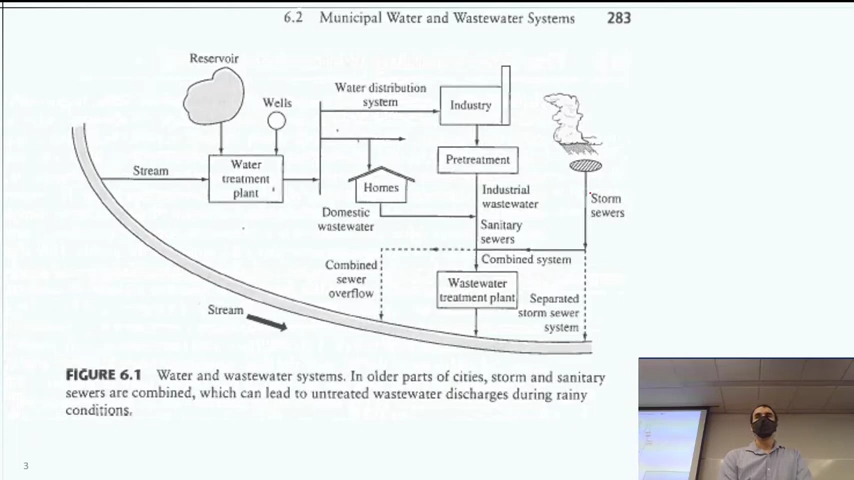 6.2 Municipal Water and Wastewater Systems 283
Reservoir
Wells
Water distribution
system
Industry
Stream
Water
treatment
plant
Homes
Pretreatment
Domestic
wastewater
Industrial
wastewater
Storm
sewers
Sanitary
sewers
Combined system
Combined
sewer
overflow
Wastewater
treatment plant
Separated
storm sewer
system
Stream
FIGURE 6.1 Water and wastewater systems. In older parts of cities, storm and sanitary
sewers are combined, which can lead to untreated wastewater discharges during rainy
conditions.
3